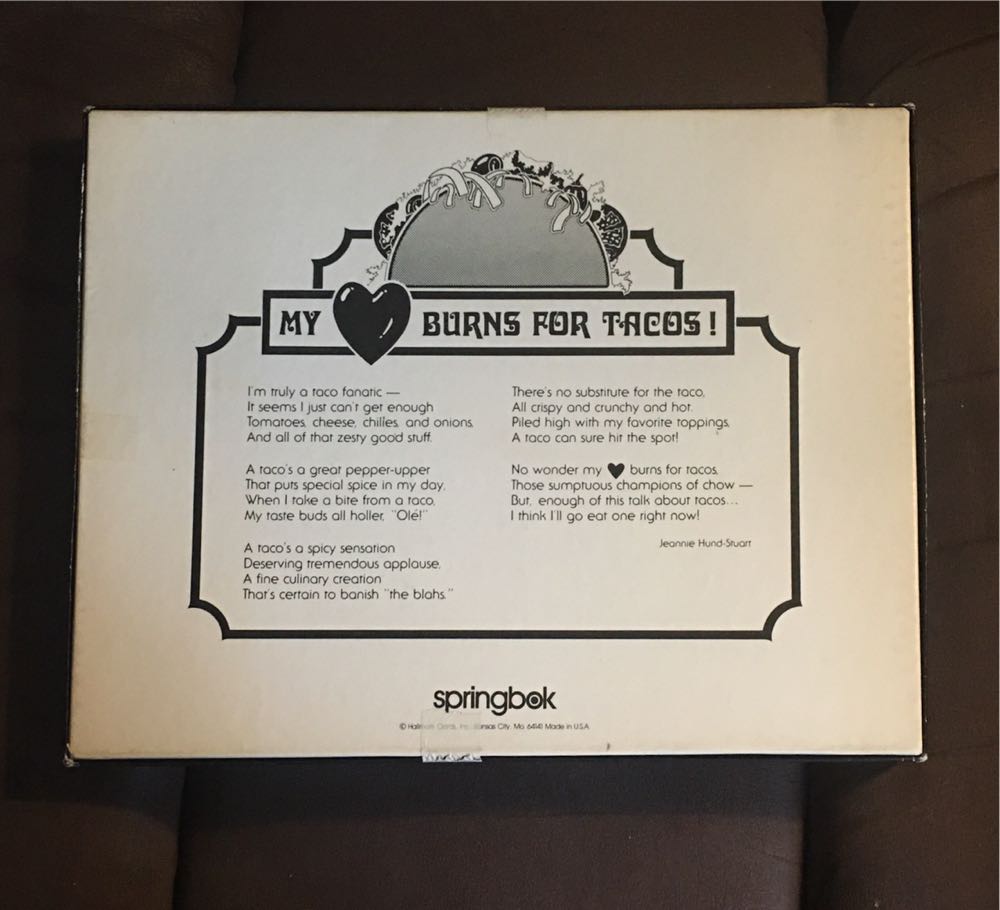 MY ♥ BURNS FOR TACOS!
I'm truly a taco fanatic —
It seems I just can't get enough
Tomatoes, cheese, chilies, and onions,
And all of that zesty good stuff.
A taco's a great pepper-upper
That puts special spice in my day.
When I take a bite from a taco,
My taste buds all holler, "Olé!"
A taco's a spicy sensation
Deserving tremendous applause,
A fine culinary creation
That's certain to banish "the blahs."
There's no substitute for the taco,
All crispy and crunchy and hot.
Piled high with my favorite toppings,
A taco can sure hit the spot!
No wonder my ♥ burns for tacos,
Those sumptuous champions of chow —
But, enough of this talk about tacos...
I think I'll go eat one right now!
Jeannie Hund-Stuart
springbok
© Hallmark Cards, Inc., Kansas City, Mo. 64141 Made in U.S.A.